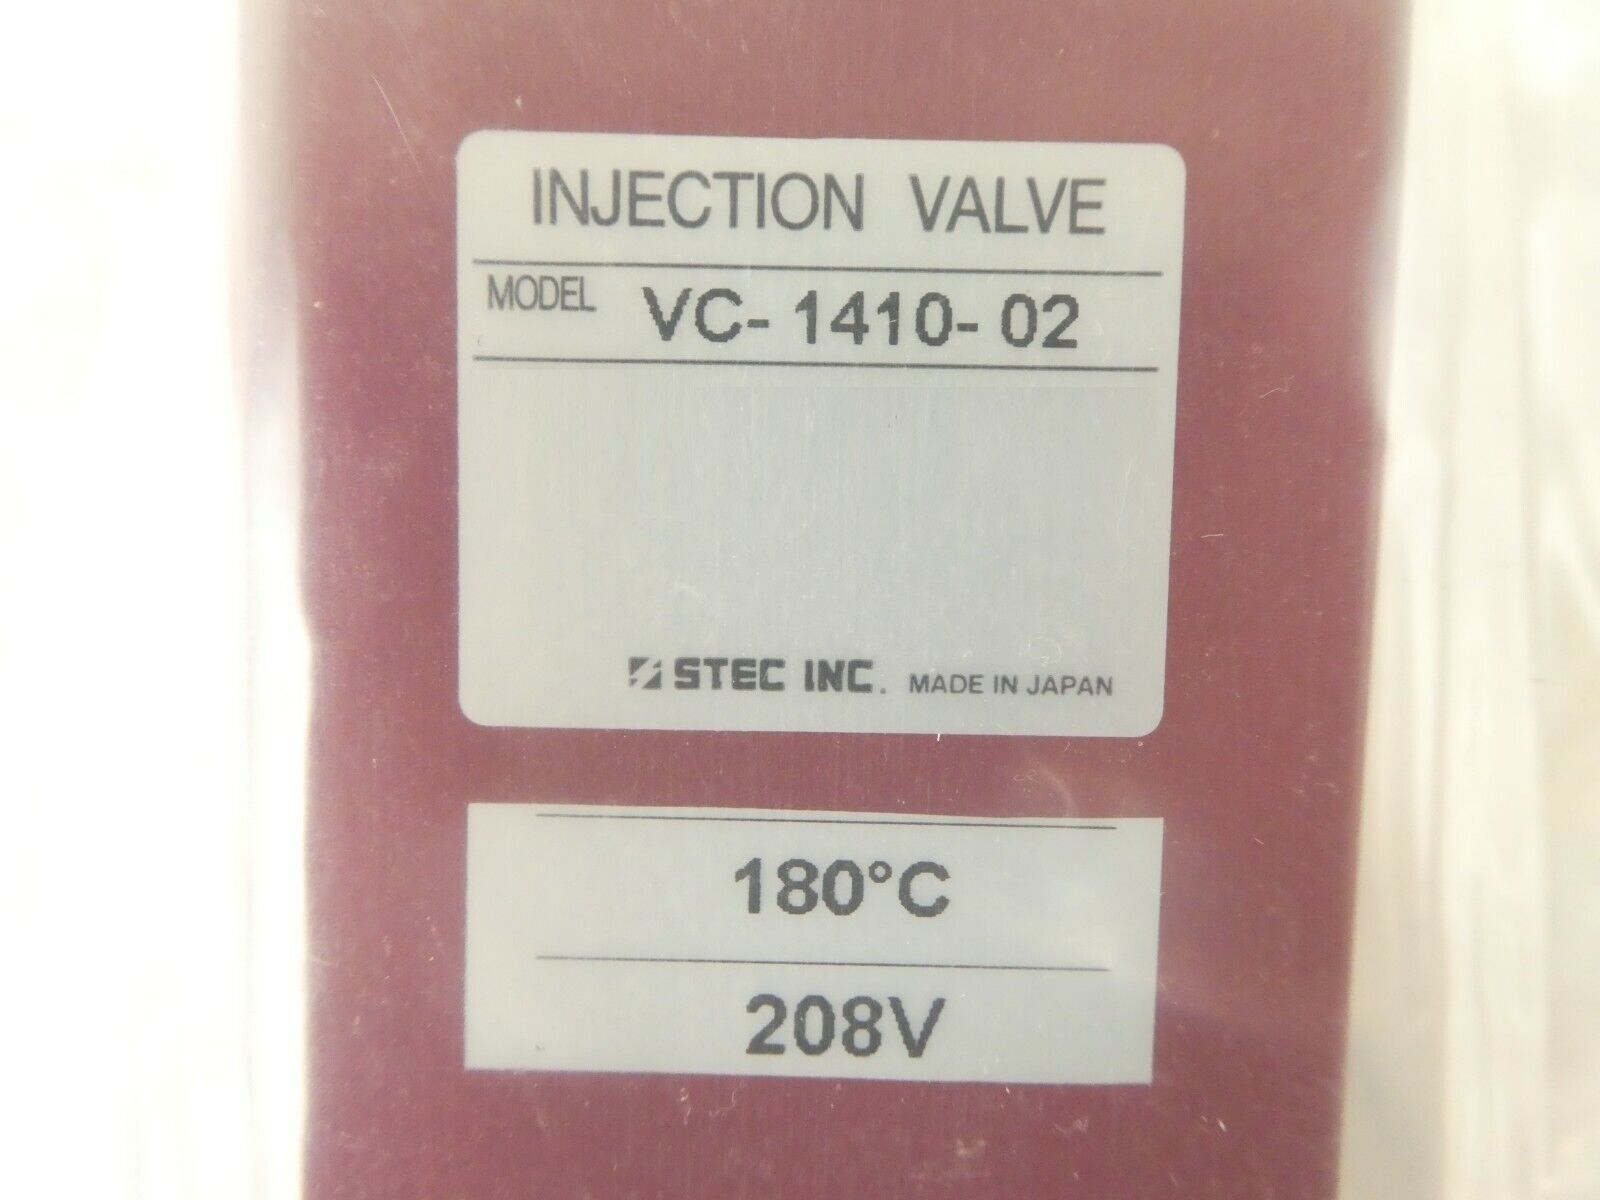 INJECTION VALVE
MODEL VC-1410-02
STEC INC. MADE IN JAPAN
180°C
208V